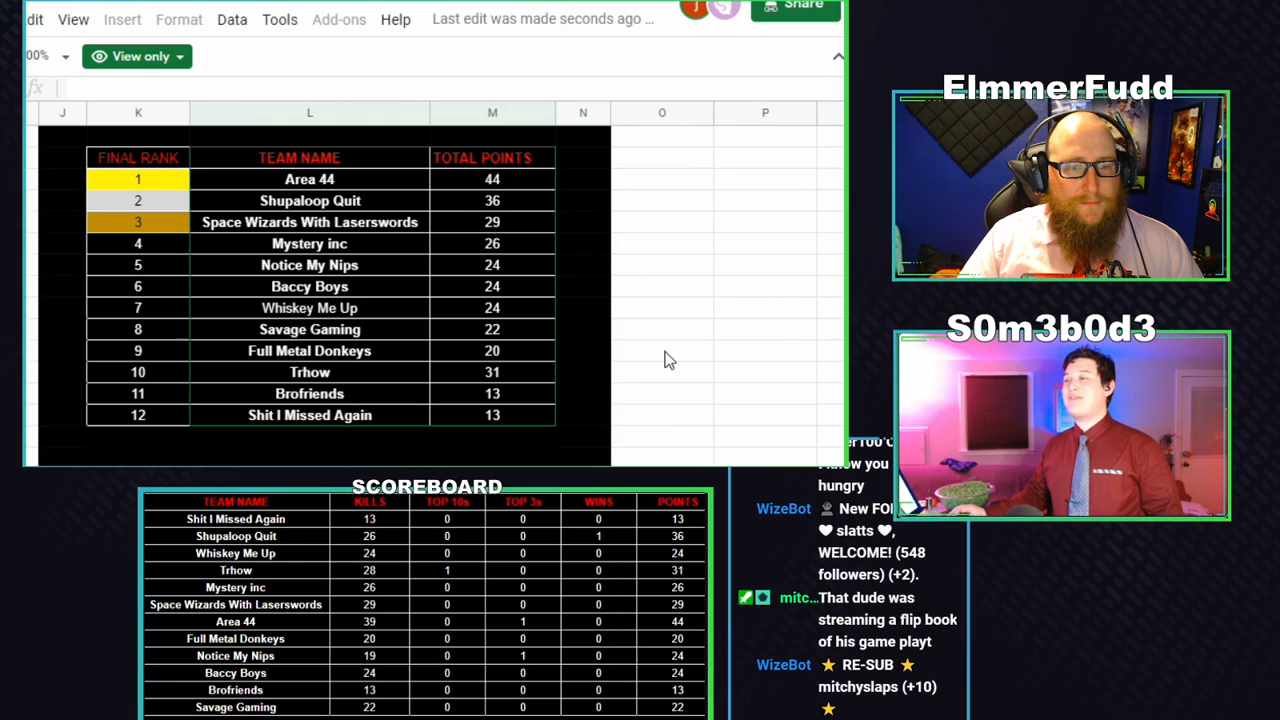 dit View Insert Format Data Tools Add-ons Help Last edit was made seconds ago ... Share
00% View only
fx
J K L M N O P
FINAL RANK TEAM NAME TOTAL POINTS
1 Area 44 44
2 Shupaloop Quit 36
3 Space Wizards With Laserswords 29
4 Mystery inc 26
5 Notice My Nips 24
6 Baccy Boys 24
7 Whiskey Me Up 24
8 Savage Gaming 22
9 Full Metal Donkeys 20
10 Trhow 31
11 Brofriends 13
12 Shit I Missed Again 13
ElmmerFudd
S0m3b0d3
SCOREBOARD
TEAM NAME KILLS TOP 10s TOP 3s WINS POINTS
Shit I Missed Again 13 0 0 0 13
Shupaloop Quit 26 0 0 1 36
Whiskey Me Up 24 0 0 0 24
Trhow 28 1 0 0 31
Mystery inc 26 0 0 0 26
Space Wizards With Laserswords 29 0 0 0 29
Area 44 39 0 1 0 44
Full Metal Donkeys 20 0 0 0 20
Notice My Nips 19 0 1 0 24
Baccy Boys 24 0 0 0 24
Brofriends 13 0 0 0 13
Savage Gaming 22 0 0 0 22
I know you
hungry
WizeBot New FO
♥ slatts ♥,
WELCOME! (548
followers) (+2).
mitc... That dude was
streaming a flip book
of his game playt
WizeBot ★ RE-SUB ★
mitchyslaps (+10)
★